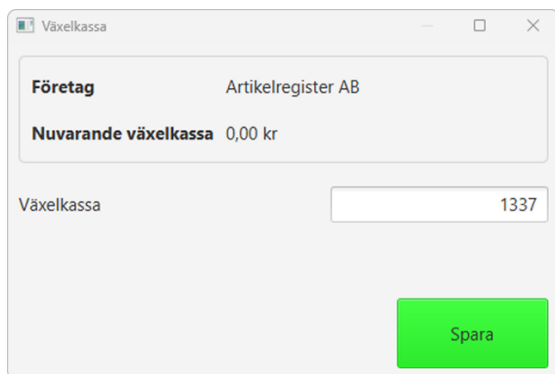 Växelkassa
Företag Artikelregister AB
Nuvarande växelkassa 0,00 kr
Växelkassa 1337
Spara